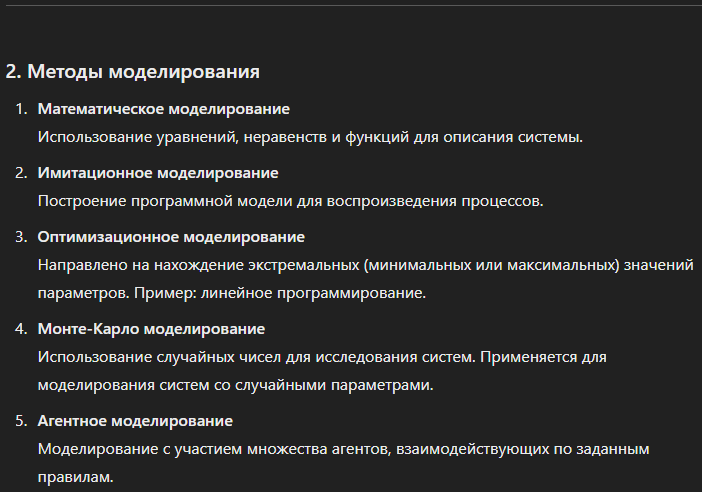 2. Методы моделирования
1. Математическое моделирование
Использование уравнений, неравенств и функций для описания системы.
2. Имитационное моделирование
Построение программной модели для воспроизведения процессов.
3. Оптимизационное моделирование
Направлено на нахождение экстремальных (минимальных или максимальных) значений
параметров. Пример: линейное программирование.
4. Монте-Карло моделирование
Использование случайных чисел для исследования систем. Применяется для
моделирования систем со случайными параметрами.
5. Агентное моделирование
Моделирование с участием множества агентов, взаимодействующих по заданным
правилам.